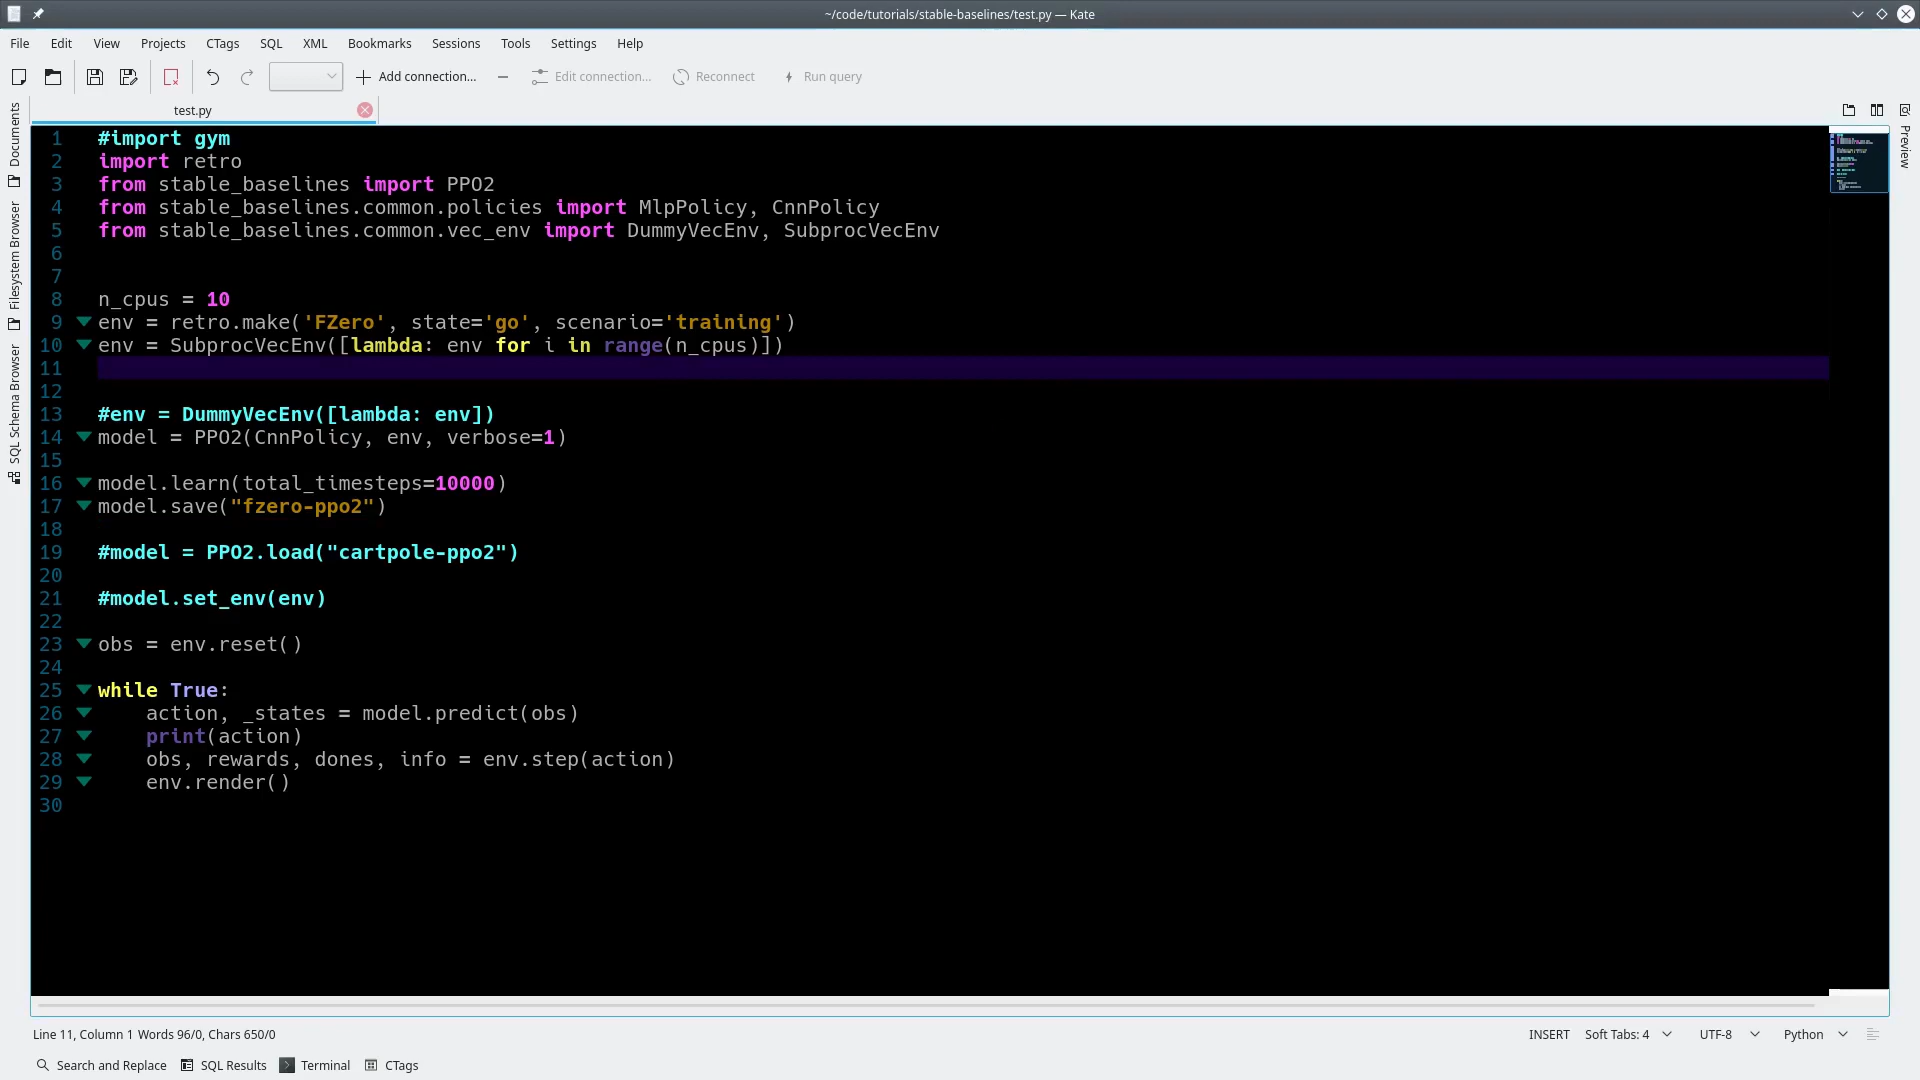 ~/code/tutorials/stable-baselines/test.py — Kate
File Edit View Projects CTags SQL XML Bookmarks Sessions Tools Settings Help
Add connection... Edit connection... Reconnect Run query
test.py
Documents
Filesystem Browser
SQL Schema Browser
Preview
1 #import gym
2 import retro
3 from stable_baselines import PPO2
4 from stable_baselines.common.policies import MlpPolicy, CnnPolicy
5 from stable_baselines.common.vec_env import DummyVecEnv, SubprocVecEnv
6
7
8 n_cpus = 10
9 env = retro.make('FZero', state='go', scenario='training')
10 env = SubprocVecEnv([lambda: env for i in range(n_cpus)])
11
12
13 #env = DummyVecEnv([lambda: env])
14 model = PPO2(CnnPolicy, env, verbose=1)
15
16 model.learn(total_timesteps=10000)
17 model.save("fzero-ppo2")
18
19 #model = PPO2.load("cartpole-ppo2")
20
21 #model.set_env(env)
22
23 obs = env.reset()
24
25 while True:
26     action, _states = model.predict(obs)
27     print(action)
28     obs, rewards, dones, info = env.step(action)
29     env.render()
30
Line 11, Column 1 Words 96/0, Chars 650/0 INSERT Soft Tabs: 4 UTF-8 Python
Search and Replace SQL Results Terminal CTags